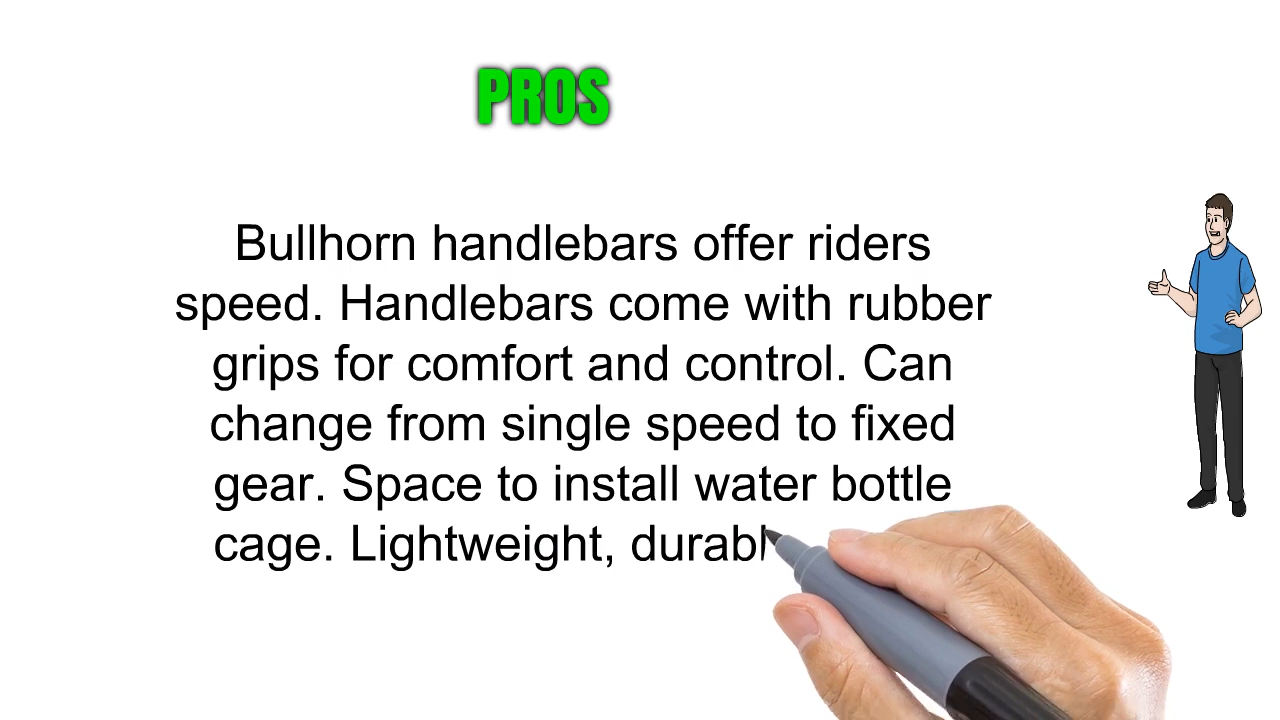 PROS
Bullhorn handlebars offer riders
speed. Handlebars come with rubber
grips for comfort and control. Can
change from single speed to fixed
gear. Space to install water bottle
cage. Lightweight, durabl